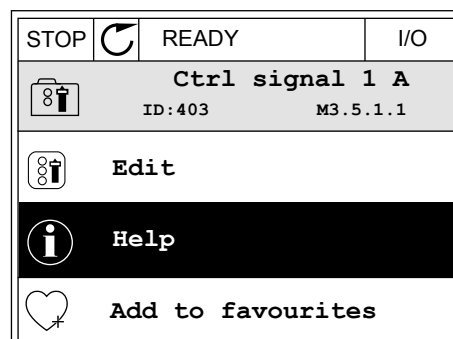 STOP READY I/O
Ctrl signal 1 A
ID:403 M3.5.1.1
Edit
Help
Add to favourites